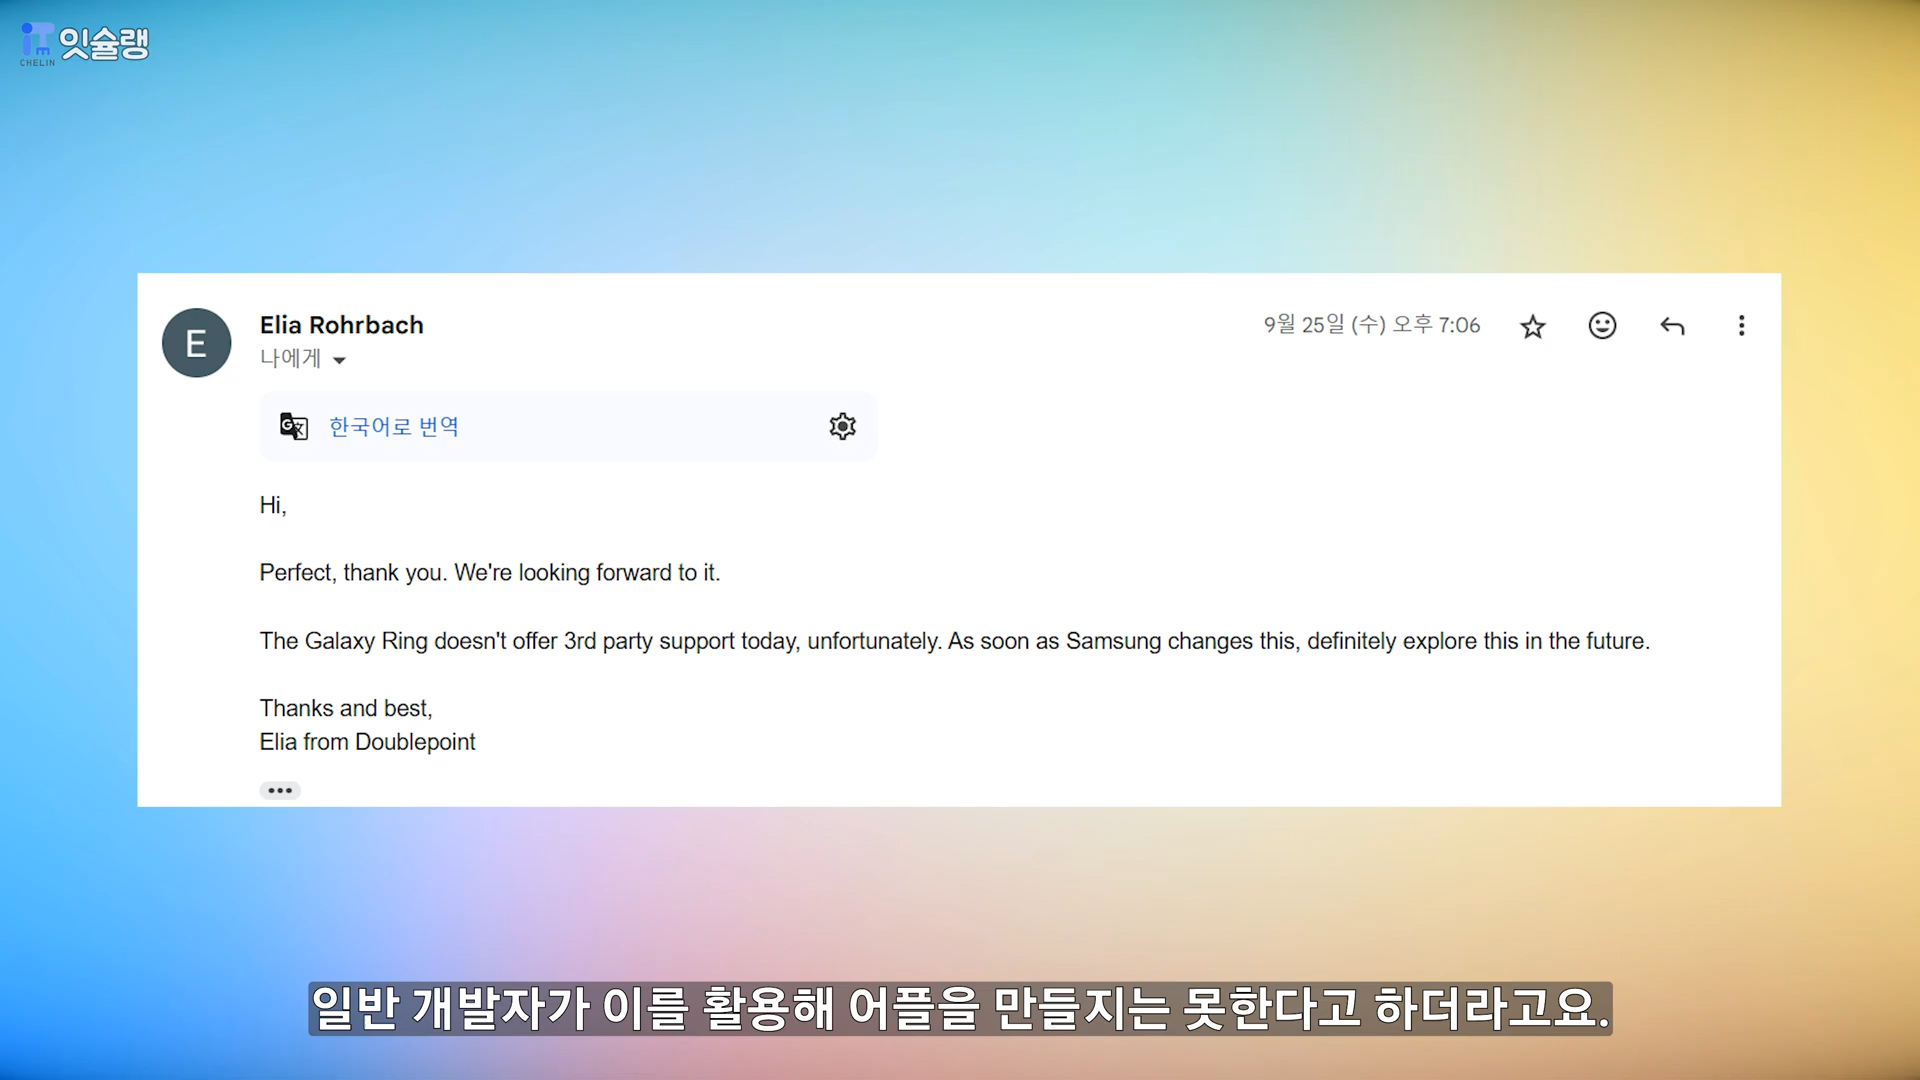 iT
CHELIN
잇슐랭
E
Elia Rohrbach
9월 25일 (수) 오후 7:06
나에게
한국어로 번역
Hi,
Perfect, thank you. We're looking forward to it.
The Galaxy Ring doesn't offer 3rd party support today, unfortunately. As soon as Samsung changes this, definitely explore this in the future.
Thanks and best,
Elia from Doublepoint
일반 개발자가 이를 활용해 어플을 만들지는 못한다고 하더라고요.